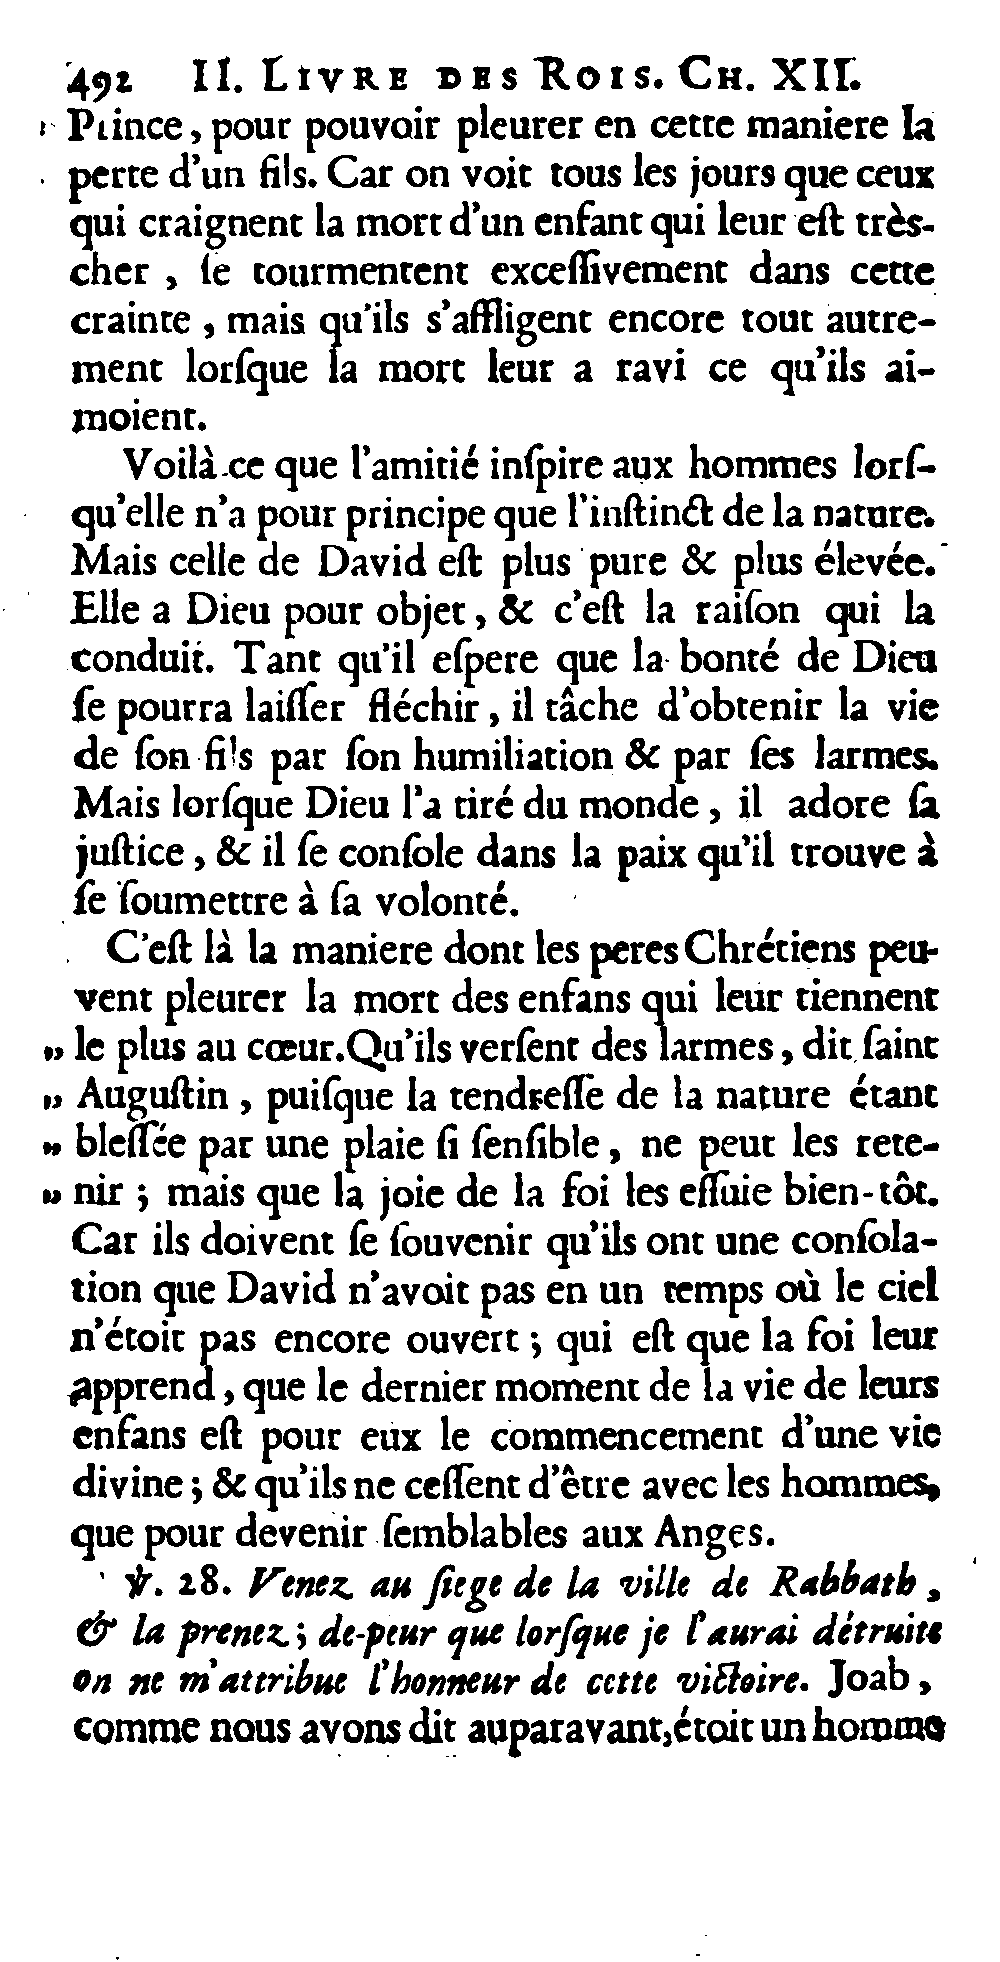 492 II. LIVRE DES ROIS. CH. XII.
Prince, pour pouvoir pleurer en cette maniere la
perte d'un fils. Car on voit tous les jours que ceux
qui craignent la mort d'un enfant qui leur eſt très-
cher, ſe tourmentent exceſſivement dans cette
crainte, mais qu'ils s'affligent encore tout autre-
ment lorſque la mort leur a ravi ce qu'ils ai-
moient.
Voilà ce que l'amitié inſpire aux hommes lorſ-
qu'elle n'a pour principe que l'inſtinct de la nature.
Mais celle de David eſt plus pure & plus élevée.
Elle a Dieu pour objet, & c'eſt la raiſon qui la
conduit. Tant qu'il eſpere que la bonté de Dieu
ſe pourra laiſſer fléchir, il tâche d'obtenir la vie
de ſon fils par ſon humiliation & par ſes larmes.
Mais lorſque Dieu l'a tiré du monde, il adore ſa
juſtice, & il ſe conſole dans la paix qu'il trouve à
ſe ſoumettre à ſa volonté.
C'eſt là la maniere dont les peres Chrétiens peu-
vent pleurer la mort des enfans qui leur tiennent
„ le plus au cœur. Qu'ils verſent des larmes, dit ſaint
„ Auguſtin, puiſque la tendreſſe de la nature étant
„ bleſſée par une plaie ſi ſenſible, ne peut les rete-
„ nir; mais que la joie de la foi les eſſuie bien-tôt.
Car ils doivent ſe ſouvenir qu'ils ont une conſola-
tion que David n'avoit pas en un temps où le ciel
n'étoit pas encore ouvert; qui eſt que la foi leur
apprend, que le dernier moment de la vie de leurs
enfans eſt pour eux le commencement d'une vie
divine; & qu'ils ne ceſſent d'être avec les hommes,
que pour devenir ſemblables aux Anges.
℣. 28. Venez au ſiege de la ville de Rabbath,
& la prenez; de-peur que lorſque je l'aurai détruite
on ne m'attribue l'honneur de cette victoire. Joab,
comme nous avons dit auparavant, étoit un homme